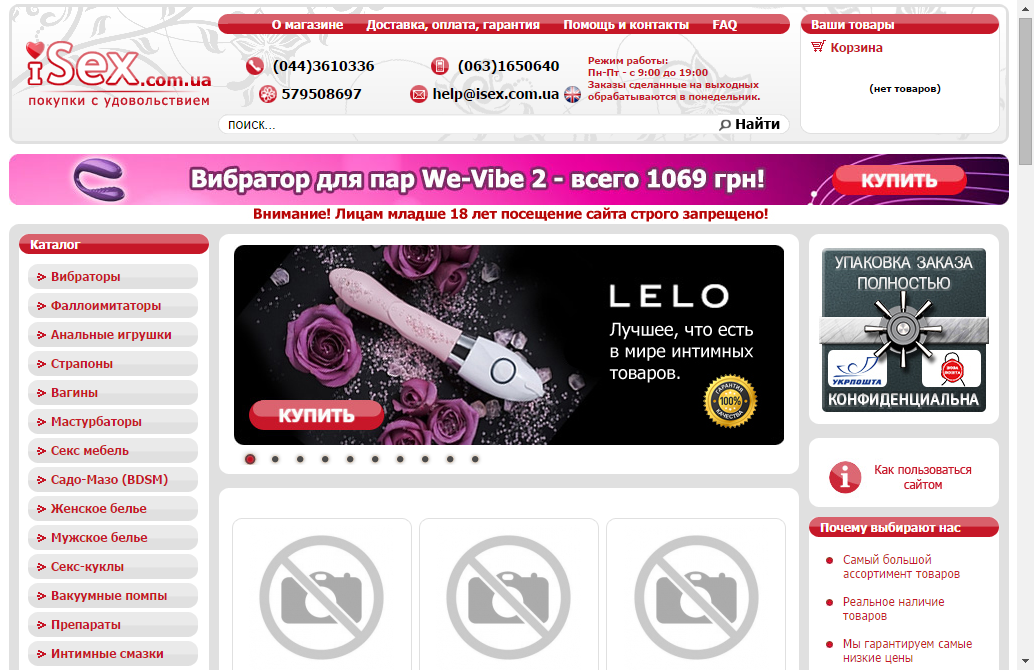 О магазине
Доставка, оплата, гарантия
Помощь и контакты
FAQ
Ваши товары
iSex.com.ua
покупки с удовольствием
(044)3610336
(063)1650640
579508697
help@isex.com.ua
Режим работы:
Пн-Пт - с 9:00 до 19:00
Заказы сделанные на выходных
обрабатываются в понедельник.
Корзина
(нет товаров)
поиск...
Найти
Вибратор для пар We-Vibe 2 - всего 1069 грн!
КУПИТЬ
Внимание! Лицам младше 18 лет посещение сайта строго запрещено!
Каталог
Вибраторы
Фаллоимитаторы
Анальные игрушки
Страпоны
Вагины
Мастурбаторы
Секс мебель
Садо-Мазо (BDSM)
Женское белье
Мужское белье
Секс-куклы
Вакуумные помпы
Препараты
Интимные смазки
LELO
Лучшее, что есть
в мире интимных
товаров.
КУПИТЬ
ГАРАНТИЯ
100%
КАЧЕСТВА
УПАКОВКА ЗАКАЗА
ПОЛНОСТЬЮ
УКРПОШТА
КОНФИДЕНЦИАЛЬНА
Как пользоваться
сайтом
Почему выбирают нас
Самый большой
ассортимент товаров
Реальное наличие
товаров
Мы гарантируем самые
низкие цены